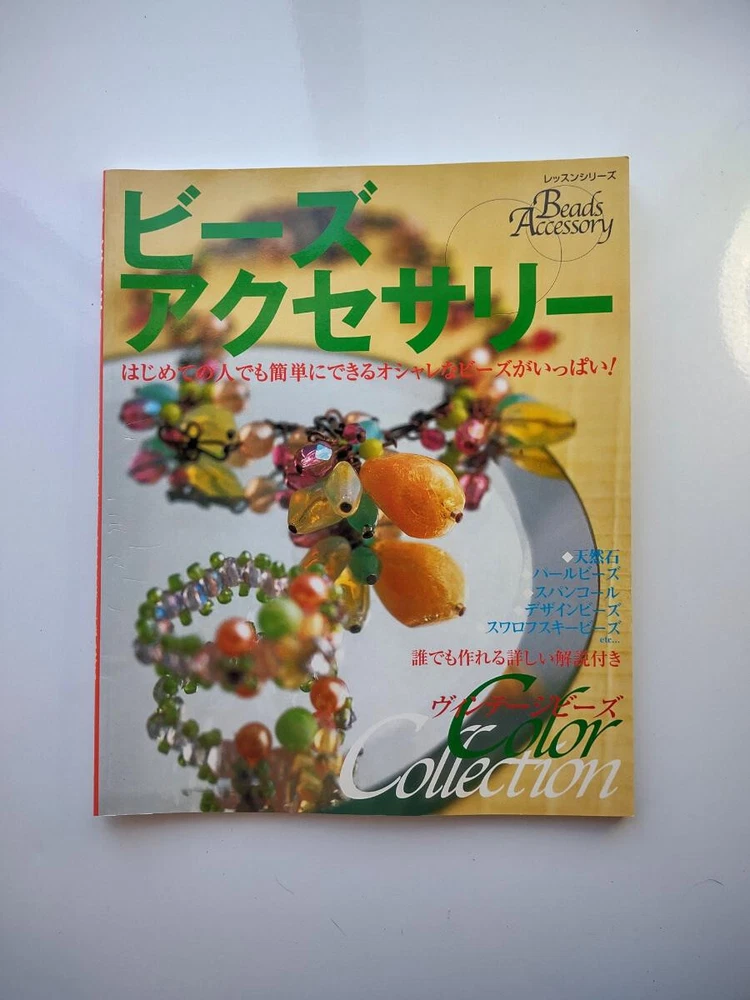 レッスンシリーズ
Beads
Accessory
ビーズ
アクセサリー
はじめての人でも簡単にできるオシャレなビーズがいっぱい!
◆天然石
パールビーズ
スパンコール
デザインビーズ
スワロフスキービーズ
etc...
誰でも作れる詳しい解説付き
ヴィンテージビーズ
Color
Collection